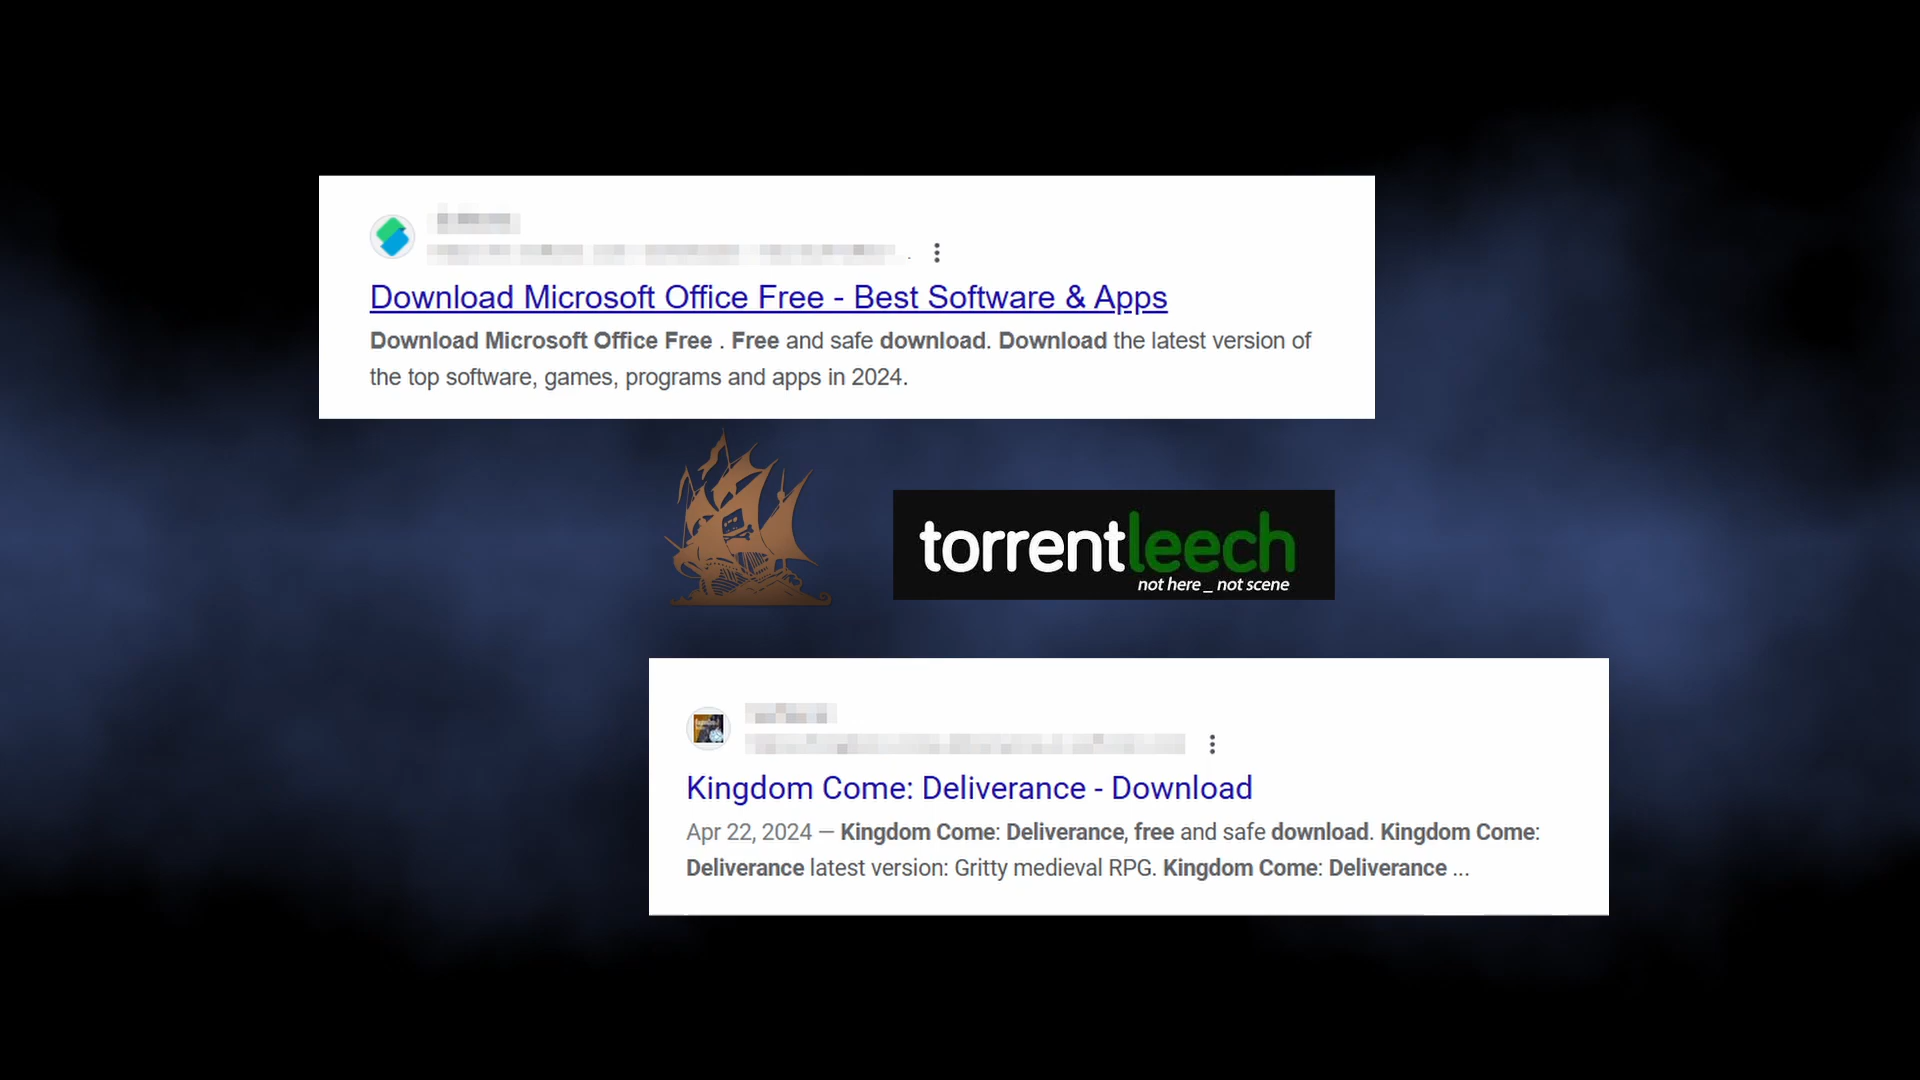 Download Microsoft Office Free - Best Software & Apps
Download Microsoft Office Free . Free and safe download. Download the latest version of
the top software, games, programs and apps in 2024.
torrentleech
not here _ not scene
Kingdom Come: Deliverance - Download
Apr 22, 2024 — Kingdom Come: Deliverance, free and safe download. Kingdom Come:
Deliverance latest version: Gritty medieval RPG. Kingdom Come: Deliverance ...